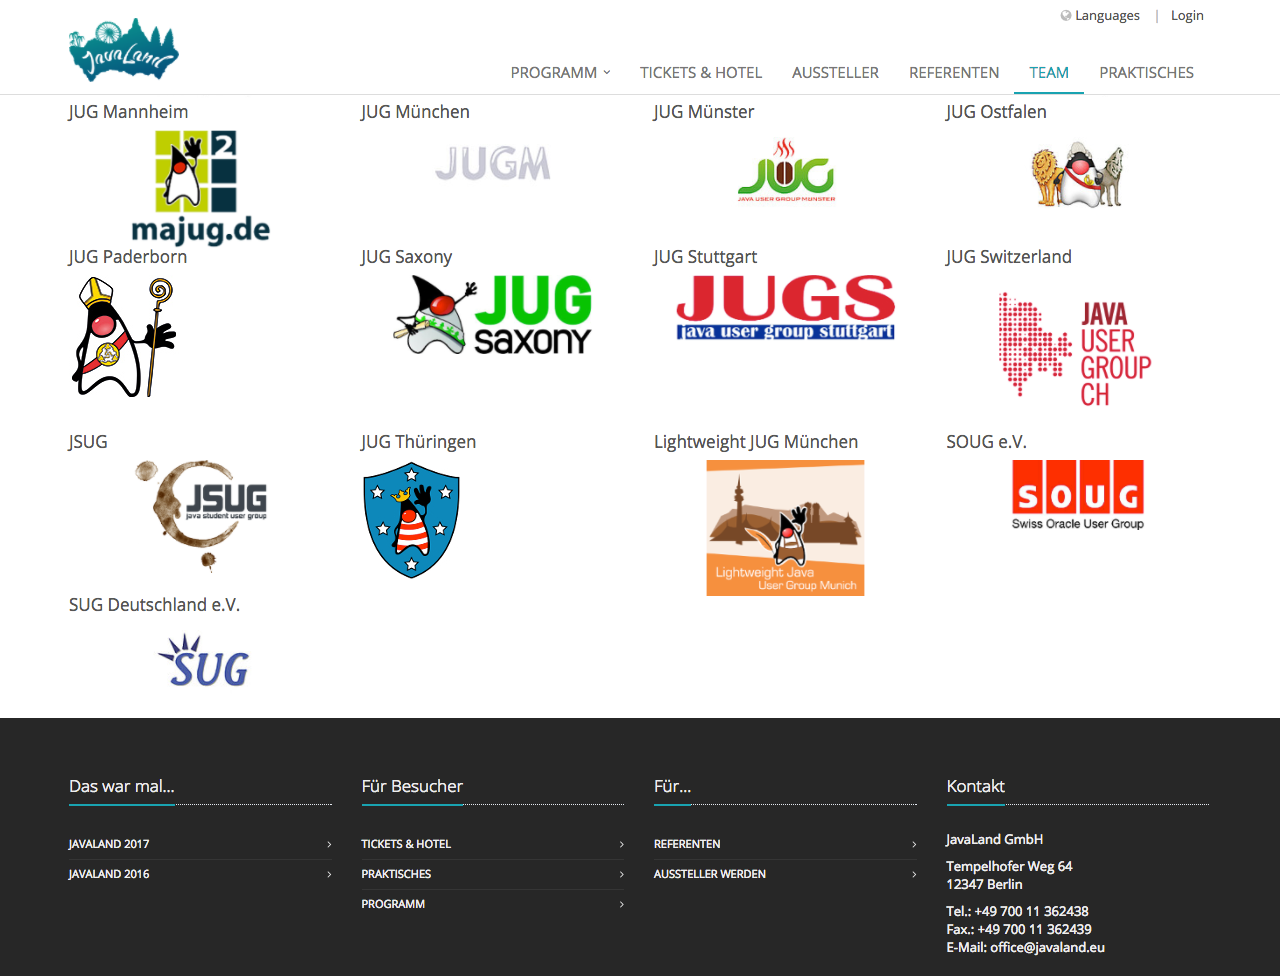 Languages | Login
JavaLand
PROGRAMM TICKETS & HOTEL AUSSTELLER REFERENTEN TEAM PRAKTISCHES
JUG Mannheim
JUG München
JUG Münster
JUG Ostfalen
2
majug.de
JUGM
JUG
JAVA USER GROUP MÜNSTER
JUG Paderborn
JUG Saxony
JUG Stuttgart
JUG Switzerland
JUG
saxony
JUGS
java user group stuttgart
JAVA
USER
GROUP
CH
JSUG
JUG Thüringen
Lightweight JUG München
SOUG e.V.
JSUG
java student user group
Lightweight Java
User Group Munich
SOUG
Swiss Oracle User Group
SUG Deutschland e.V.
SUG
Das war mal...
JAVALAND 2017
JAVALAND 2016
Für Besucher
TICKETS & HOTEL
PRAKTISCHES
PROGRAMM
Für...
REFERENTEN
AUSSTELLER WERDEN
Kontakt
JavaLand GmbH
Tempelhofer Weg 64
12347 Berlin
Tel.: +49 700 11 362438
Fax.: +49 700 11 362439
E-Mail: office@javaland.eu